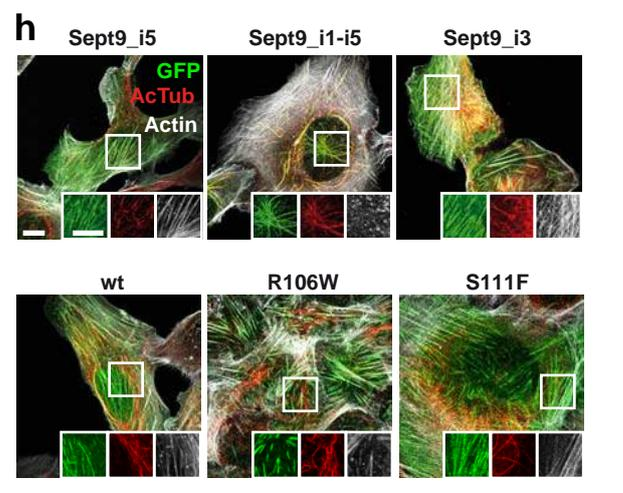 h
Sept9_i5
Sept9_i1-i5
Sept9_i3
GFP
AcTub
Actin
wt
R106W
S111F